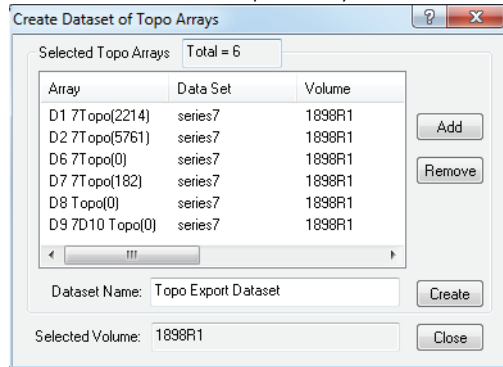 Create Dataset of Topo Arrays
Selected Topo Arrays Total = 6
Array Data Set Volume
D1 7Topo(2214) series7 1898R1
D2 7Topo(5761) series7 1898R1
D6 7Topo(0) series7 1898R1
D7 7Topo(182) series7 1898R1
D8 Topo(0) series7 1898R1
D9 7D10 Topo(0) series7 1898R1
Add
Remove
Dataset Name: Topo Export Dataset Create
Selected Volume: 1898R1 Close